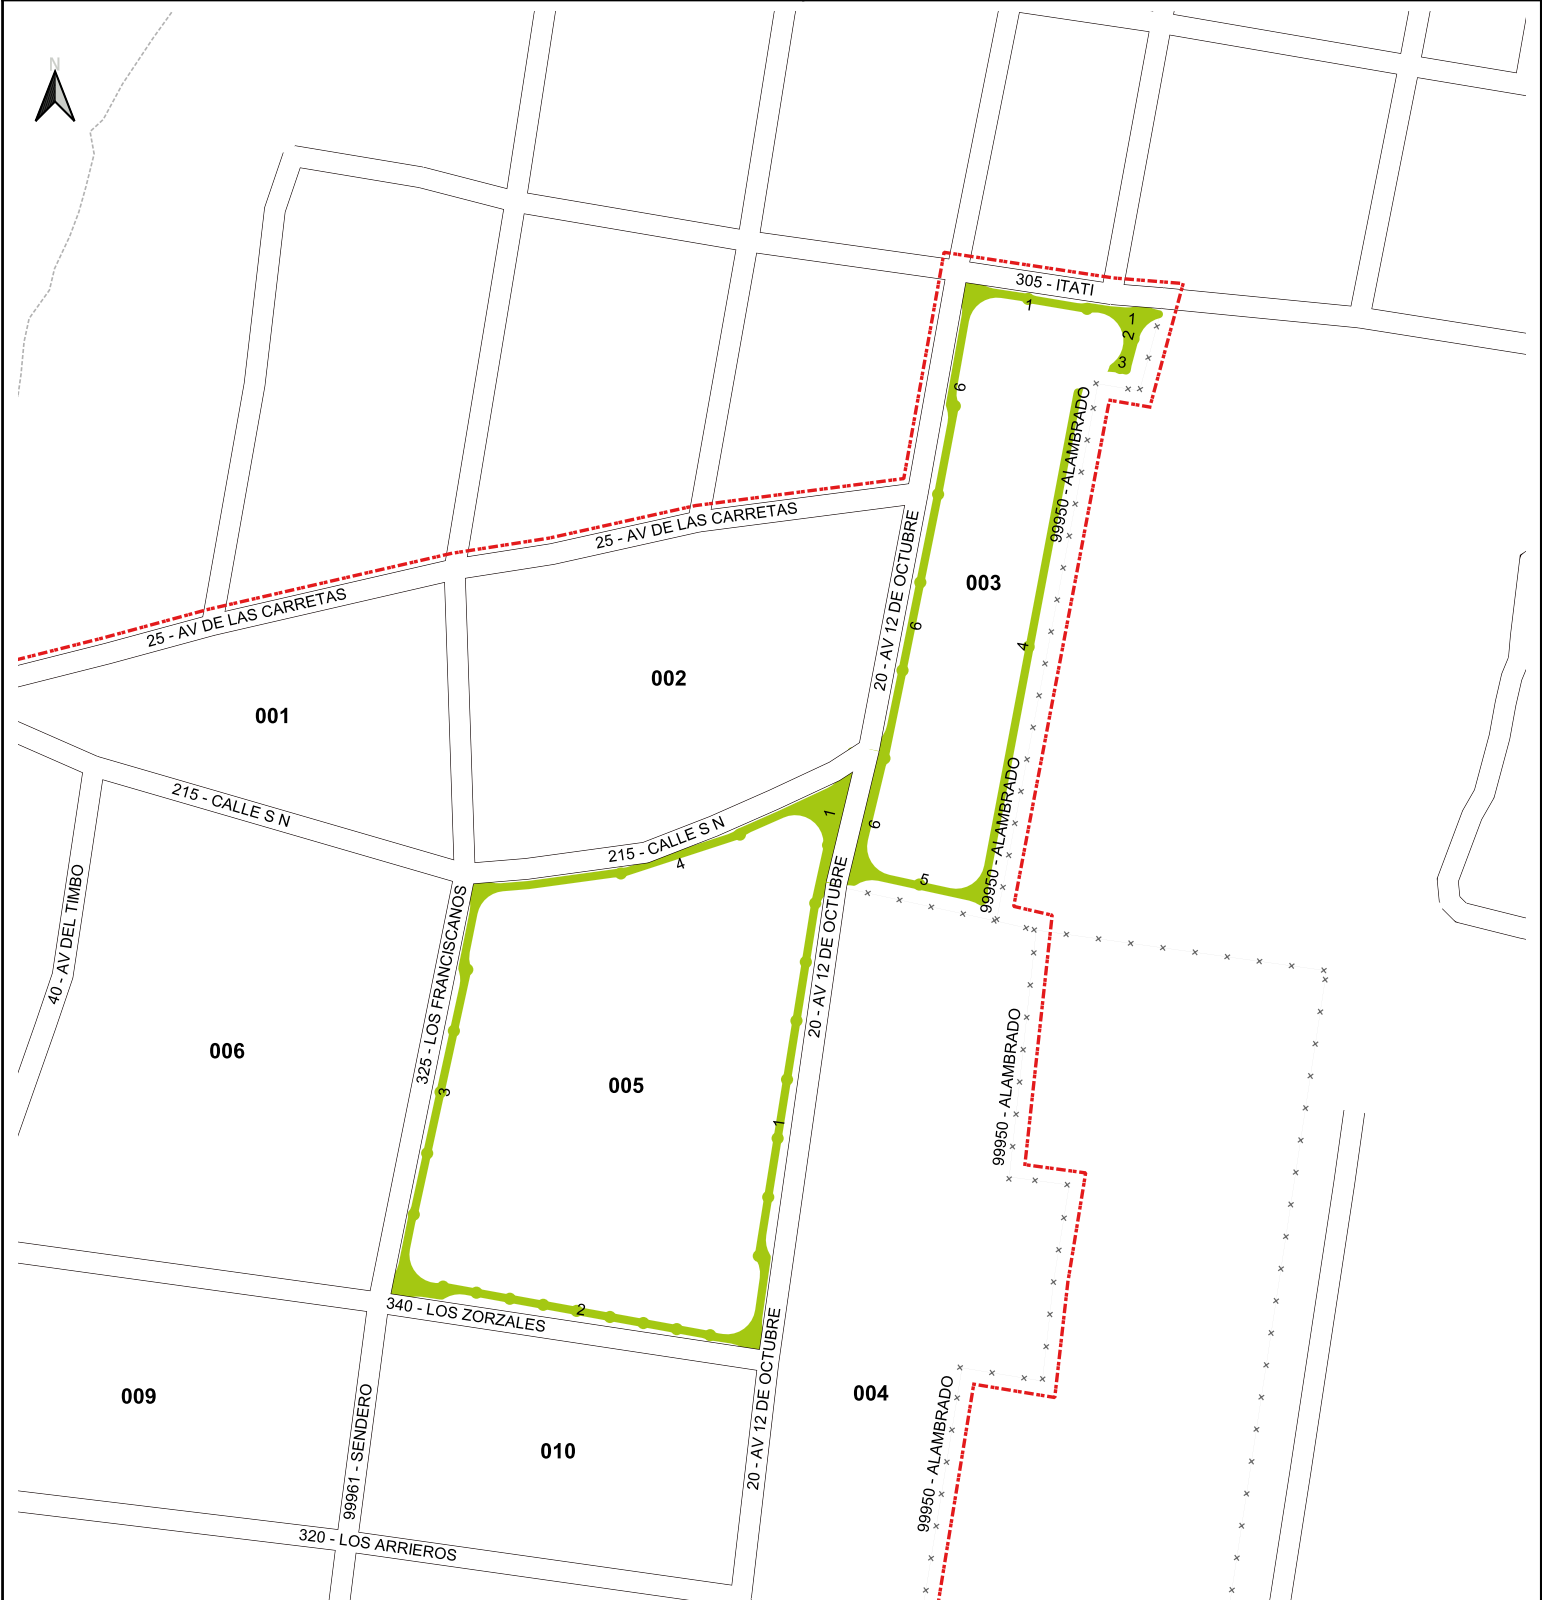 N
305 - ITATI
1
1
2
3
6
99950 - ALAMBRADO
25 - AV DE LAS CARRETAS
25 - AV DE LAS CARRETAS
20 - AV 12 DE OCTUBRE
003
6
4
002
001
215 - CALLE S N
215 - CALLE S N
4
1
6
5
99950 - ALAMBRADO
40 - AV DEL TIMBO
325 - LOS FRANCISCANOS
20 - AV 12 DE OCTUBRE
006
005
3
1
99950 - ALAMBRADO
340 - LOS ZORZALES
2
20 - AV 12 DE OCTUBRE
009
004
010
99961 - SENDERO
99950 - ALAMBRADO
320 - LOS ARRIEROS